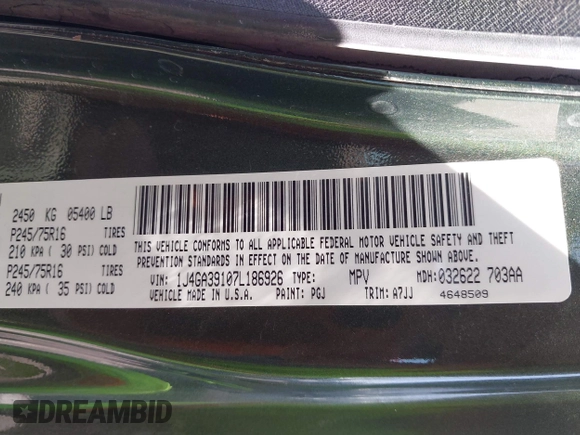 2450 KG 05400 LB
P245/75R16 TIRES
210 KPA ( 30 PSI) COLD
P245/75R16 TIRES
240 KPA ( 35 PSI) COLD
THIS VEHICLE CONFORMS TO ALL APPLICABLE FEDERAL MOTOR VEHICLE SAFETY AND THEFT
PREVENTION STANDARDS IN EFFECT ON THE DATE OF MANUFACTURE SHOWN ABOVE.
VIN: 1J4GA39107L186926 TYPE: MPV MDH: 032622 703AA
VEHICLE MADE IN U.S.A. PAINT: PGJ TRIM: A7JJ 4648509
DREAMBID